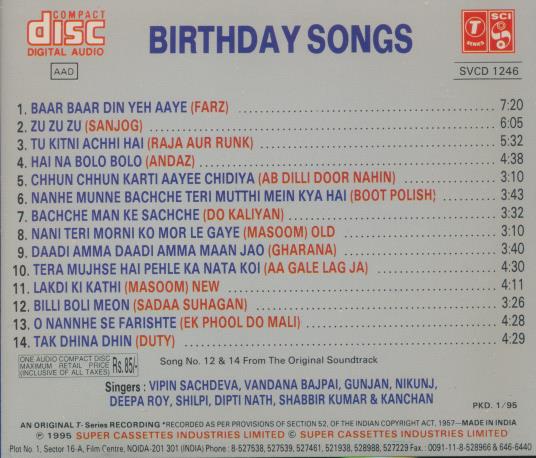 COMPACT
disc
DIGITAL AUDIO
AAD
BIRTHDAY SONGS
T
SERIES
SCI
SVCD 1246
1. BAAR BAAR DIN YEH AAYE (FARZ) 7:20
2. ZU ZU ZU (SANJOG) 6:05
3. TU KITNI ACHHI HAI (RAJA AUR RUNK) 5:32
4. HAI NA BOLO BOLO (ANDAZ) 4:38
5. CHHUN CHHUN KARTI AAYEE CHIDIYA (AB DILLI DOOR NAHIN) 3:10
6. NANHE MUNNE BACHCHE TERI MUTTHI MEIN KYA HAI (BOOT POLISH) 3:43
7. BACHCHE MAN KE SACHCHE (DO KALIYAN) 3:32
8. NANI TERI MORNI KO MOR LE GAYE (MASOOM) OLD 3:10
9. DAADI AMMA DAADI AMMA MAAN JAO (GHARANA) 3:40
10. TERA MUJHSE HAI PEHLE KA NATA KOI (AA GALE LAG JA) 4:30
11. LAKDI KI KATHI (MASOOM) NEW 4:11
12. BILLI BOLI MEON (SADAA SUHAGAN) 3:26
13. O NANNHE SE FARISHTE (EK PHOOL DO MALI) 4:28
14. TAK DHINA DHIN (DUTY) 4:29
ONE AUDIO COMPACT DISC
MAXIMUM RETAIL PRICE
(INCLUSIVE OF ALL TAXES)
Rs. 85/-
Song No. 12 & 14 From The Original Soundtrack
Singers : VIPIN SACHDEVA, VANDANA BAJPAI, GUNJAN, NIKUNJ,
DEEPA ROY, SHILPI, DIPTI NATH, SHABBIR KUMAR & KANCHAN
PKD. 1/95
AN ORIGINAL T- Series RECORDING *RECORDED AS PER PROVISIONS OF SECTION 52, OF THE INDIAN COPYRIGHT ACT, 1957—MADE IN INDIA
℗ 1995 SUPER CASSETTES INDUSTRIES LIMITED © SUPER CASSETTES INDUSTRIES LIMITED
Plot No. 1, Sector 16-A, Film Centre, NOIDA-201 301 (INDIA) Phone : 8-527538, 527539, 527461, 521938, 528988, 527229 Fax : 0091-11-8-528966 & 646-6440